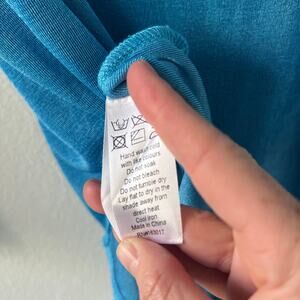 Hand wash cold
with like colours
Do not soak
Do not bleach
Do not tumble dry
Lay flat to dry in the
shade away from
direct heat
Cool iron
Made in China